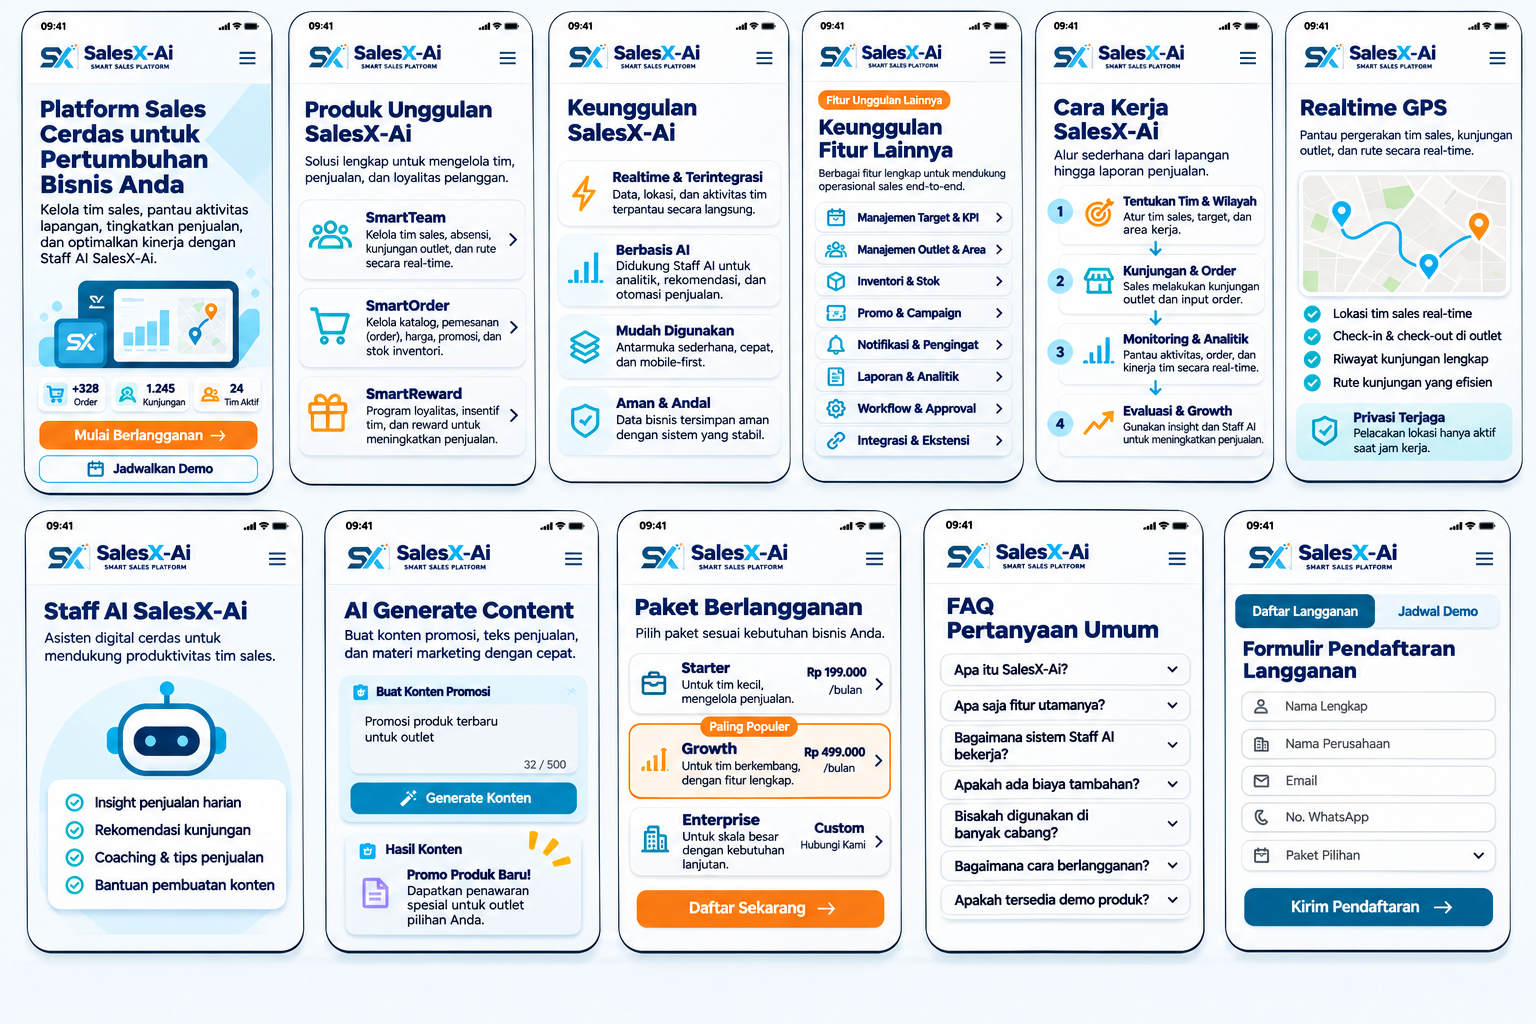 09:41
SX SalesX-Ai
SMART SALES PLATFORM
Platform Sales
Cerdas untuk
Pertumbuhan
Bisnis Anda
Kelola tim sales, pantau aktivitas
lapangan, tingkatkan penjualan,
dan optimalkan kinerja dengan
Staff AI SalesX-Ai.
SX
+328
Order
1.245
Kunjungan
24
Tim Aktif
Mulai Berlangganan →
Jadwalkan Demo
09:41
SX SalesX-Ai
SMART SALES PLATFORM
Produk Unggulan
SalesX-Ai
Solusi lengkap untuk mengelola tim,
penjualan, dan loyalitas pelanggan.
SmartTeam
Kelola tim sales, absensi,
kunjungan outlet, dan rute
secara real-time.
SmartOrder
Kelola katalog, pemesanan
(order), harga, promosi, dan
stok inventori.
SmartReward
Program loyalitas, insentif
tim, dan reward untuk
meningkatkan penjualan.
09:41
SX SalesX-Ai
SMART SALES PLATFORM
Keunggulan
SalesX-Ai
Realtime & Terintegrasi
Data, lokasi, dan aktivitas tim
terpantau secara langsung.
Berbasis AI
Didukung Staff AI untuk
analitik, rekomendasi, dan
otomasi penjualan.
Mudah Digunakan
Antarmuka sederhana, cepat,
dan mobile-first.
Aman & Andal
Data bisnis tersimpan aman
dengan sistem yang stabil.
09:41
SX SalesX-Ai
SMART SALES PLATFORM
Fitur Unggulan Lainnya
Keunggulan
Fitur Lainnya
Berbagai fitur lengkap untuk mendukung
operasional sales end-to-end.
Manajemen Target & KPI
Manajemen Outlet & Area
Inventori & Stok
Promo & Campaign
Notifikasi & Pengingat
Laporan & Analitik
Workflow & Approval
Integrasi & Ekstensi
09:41
SX SalesX-Ai
SMART SALES PLATFORM
Cara Kerja
SalesX-Ai
Alur sederhana dari lapangan
hingga laporan penjualan.
1
Tentukan Tim & Wilayah
Atur tim sales, target, dan
area kerja.
2
Kunjungan & Order
Sales melakukan kunjungan
outlet dan input order.
3
Monitoring & Analitik
Pantau aktivitas, order, dan
kinerja tim secara real-time.
4
Evaluasi & Growth
Gunakan insight dan Staff AI
untuk meningkatkan penjualan.
09:41
SX SalesX-Ai
SMART SALES PLATFORM
Realtime GPS
Pantau pergerakan tim sales, kunjungan
outlet, dan rute secara real-time.
Lokasi tim sales real-time
Check-in & check-out di outlet
Riwayat kunjungan lengkap
Rute kunjungan yang efisien
Privasi Terjaga
Pelacakan lokasi hanya aktif
saat jam kerja.
09:41
SX SalesX-Ai
SMART SALES PLATFORM
Staff AI SalesX-Ai
Asisten digital cerdas untuk
mendukung produktivitas tim sales.
Insight penjualan harian
Rekomendasi kunjungan
Coaching & tips penjualan
Bantuan pembuatan konten
09:41
SX SalesX-Ai
SMART SALES PLATFORM
AI Generate Content
Buat konten promosi, teks penjualan,
dan materi marketing dengan cepat.
Buat Konten Promosi
Promosi produk terbaru
untuk outlet
32 / 500
Generate Konten
Hasil Konten
Promo Produk Baru!
Dapatkan penawaran
spesial untuk outlet
pilihan Anda.
09:41
SX SalesX-Ai
SMART SALES PLATFORM
Paket Berlangganan
Pilih paket sesuai kebutuhan bisnis Anda.
Starter
Untuk tim kecil,
mengelola penjualan.
Rp 199.000
/bulan
Paling Populer
Growth
Untuk tim berkembang,
dengan fitur lengkap.
Rp 499.000
/bulan
Enterprise
Untuk skala besar
dengan kebutuhan
lanjutan.
Custom
Hubungi Kami
Daftar Sekarang →
09:41
SX SalesX-Ai
SMART SALES PLATFORM
FAQ
Pertanyaan Umum
Apa itu SalesX-Ai?
Apa saja fitur utamanya?
Bagaimana sistem Staff AI
bekerja?
Apakah ada biaya tambahan?
Bisakah digunakan di
banyak cabang?
Bagaimana cara berlangganan?
Apakah tersedia demo produk?
09:41
SX SalesX-Ai
SMART SALES PLATFORM
Daftar Langganan
Jadwal Demo
Formulir Pendaftaran
Langganan
Nama Lengkap
Nama Perusahaan
Email
No. WhatsApp
Paket Pilihan
Kirim Pendaftaran →